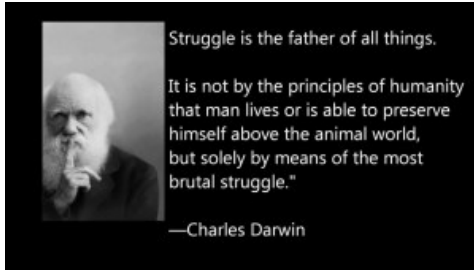 Struggle is the father of all things.
It is not by the principles of humanity
that man lives or is able to preserve
himself above the animal world,
but solely by means of the most
brutal struggle."
—Charles Darwin